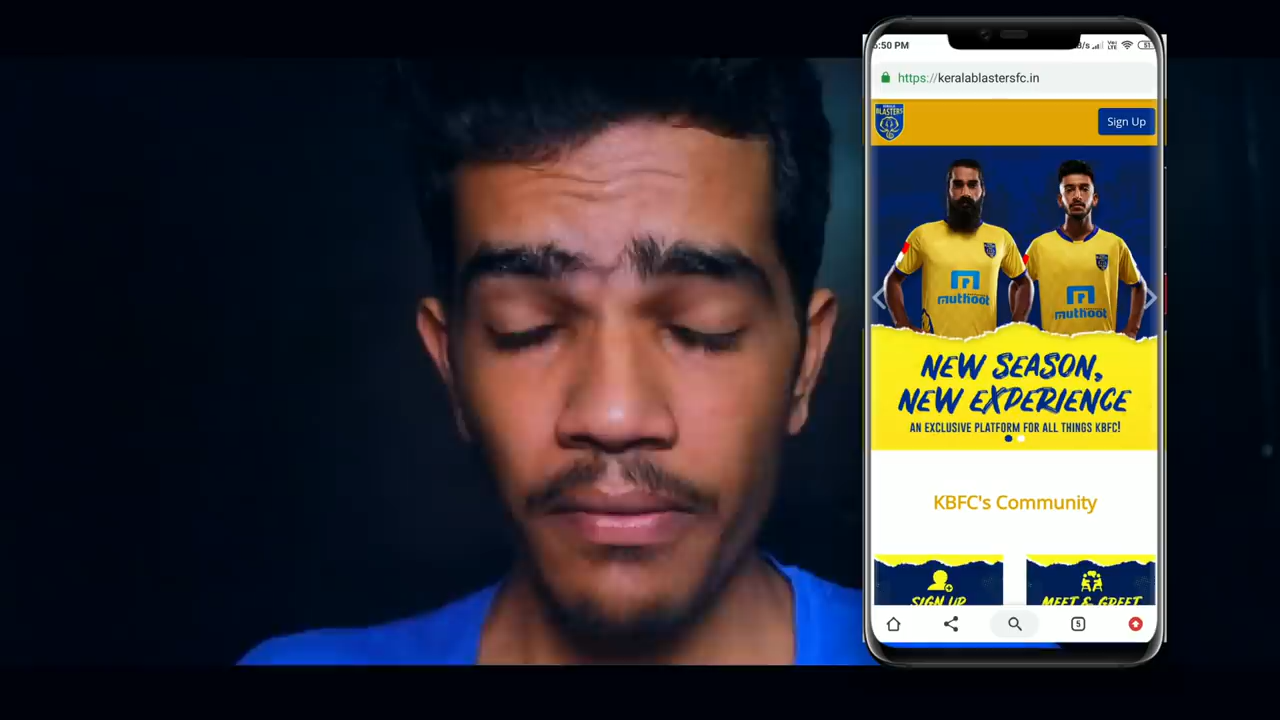 :50 PM
https://keralablastersfc.in
BLASTERS
Sign Up
muthoot
muthoot
NEW SEASON,
NEW EXPERIENCE
AN EXCLUSIVE PLATFORM FOR ALL THINGS KBFC!
KBFC's Community
SIGN UP
MEET & GREET
5